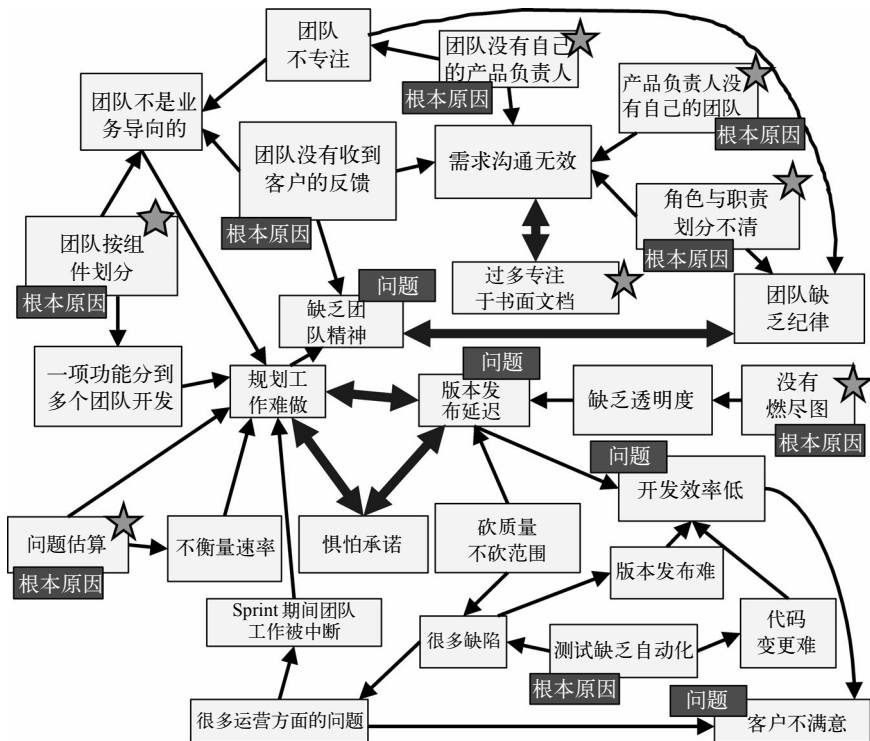 团队
不专注
团队没有自己
的产品负责人
根本原因
产品负责人没
有自己的团队
根本原因
团队不是业
务导向的
团队没有收到
客户的反馈
根本原因
需求沟通无效
角色与职责
划分不清
根本原因
团队按组
件划分
根本原因
过多专注
于书面文档
问题
缺乏团
队精神
团队缺
乏纪律
一项功能分到
多个团队开发
规划工
作难做
问题
版本发
布延迟
缺乏透明度
没有
燃尽图
根本原因
问题
开发效率低
问题估算
根本原因
不衡量速率
惧怕承诺
砍质量
不砍范围
版本发布难
Sprint 期间团队
工作被中断
很多缺陷
测试缺乏自动化
根本原因
代码
变更难
很多运营方面的问题
问题
客户不满意